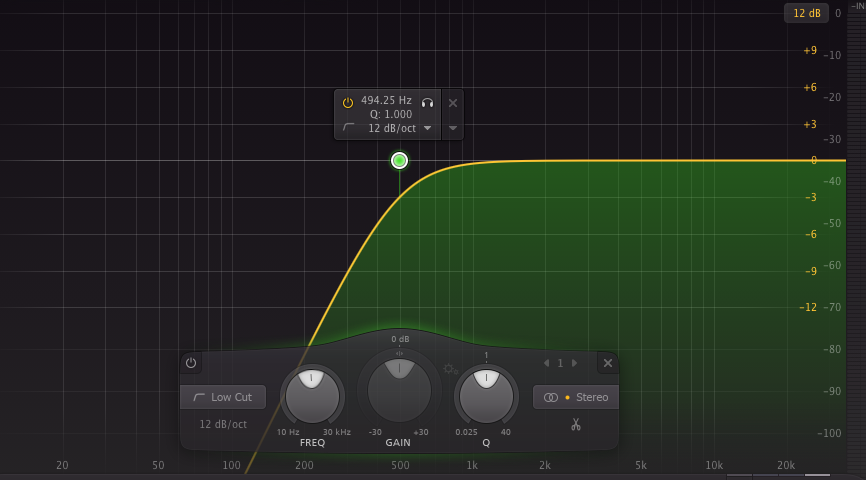 12 dB 0 -IN
+9 -10
+6 -20
494.25 Hz
Q: 1.000
12 dB/oct
+3 -30
0
-40
-3
-50
-6
-60
-9
-70
-12
0 dB
-80
1
1
-90
Low Cut
Stereo
12 dB/oct
10 Hz 30 kHz
FREQ
-30 +30
GAIN
0.025 40
Q
-100
20 50 100 200 500 1k 2k 5k 10k 20k